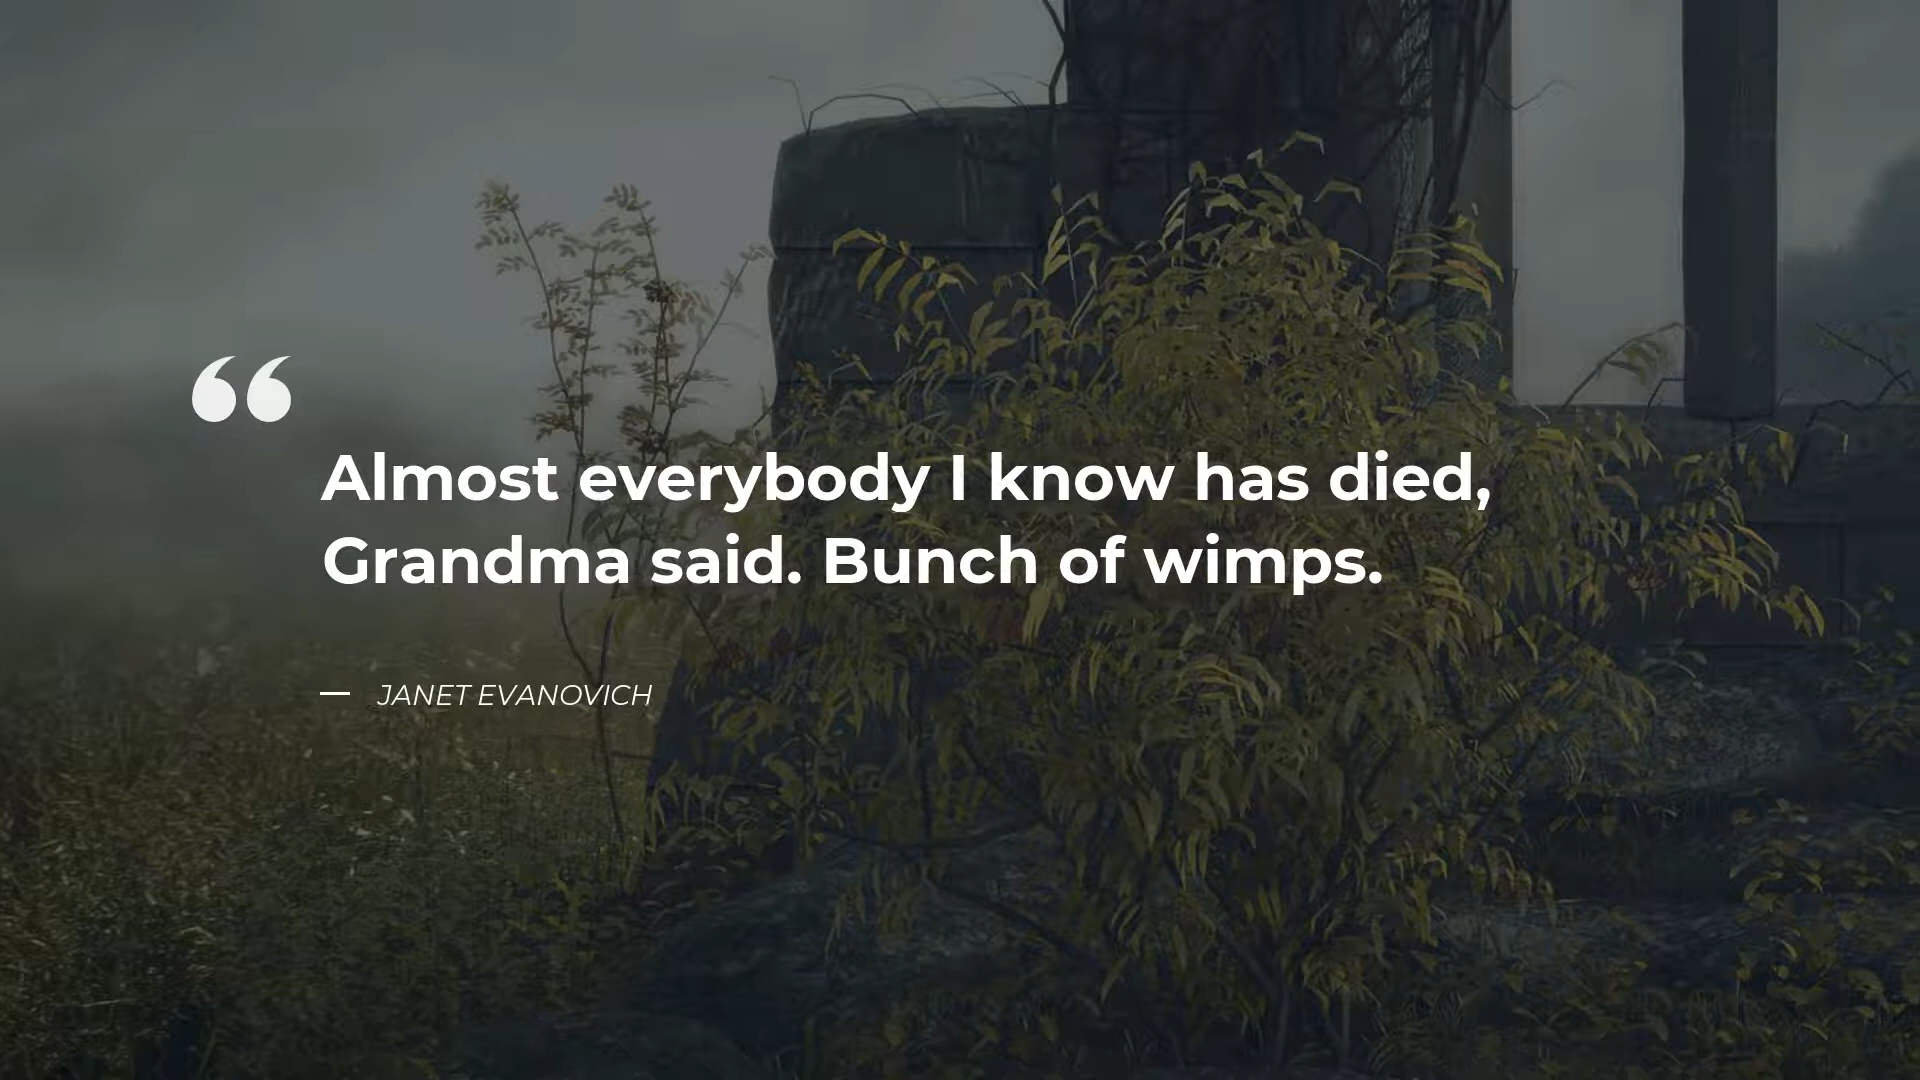 “
Almost everybody I know has died,
Grandma said. Bunch of wimps.
— JANET EVANOVICH